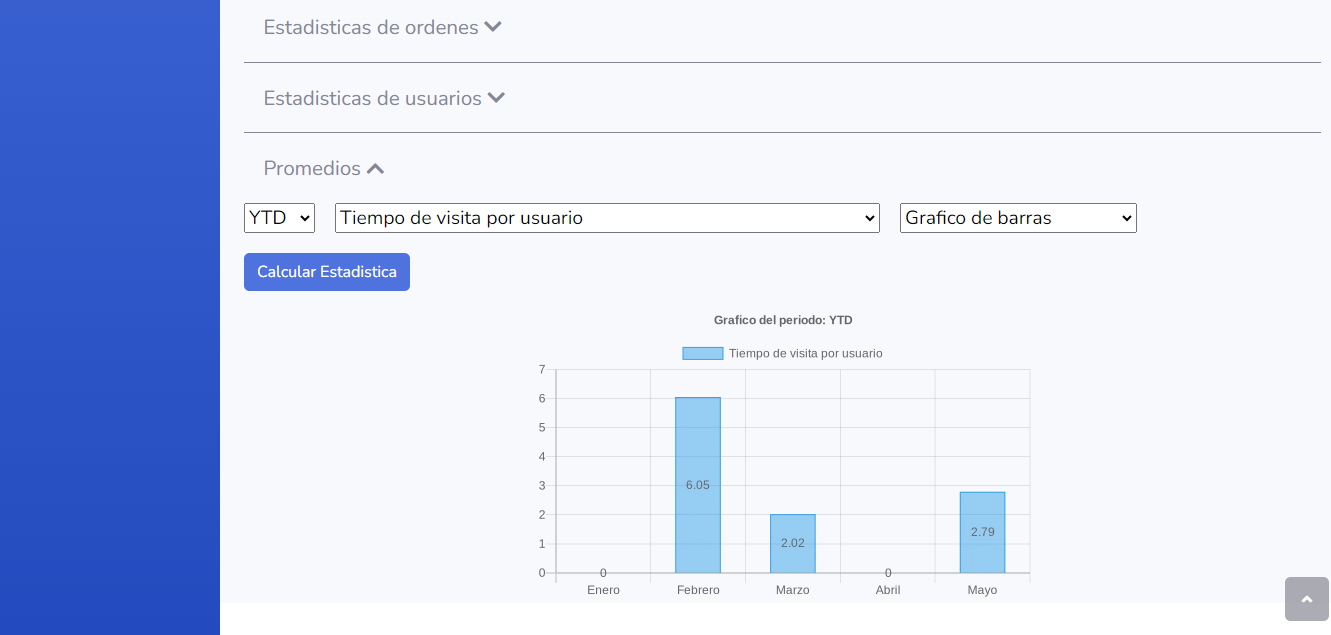 Estadisticas de ordenes
Estadisticas de usuarios
Promedios
YTD Tiempo de visita por usuario Grafico de barras
Calcular Estadistica
Grafico del periodo: YTD
Tiempo de visita por usuario
7
6
5
4
3
2
1
0
0 6.05 2.02 0 2.79
Enero Febrero Marzo Abril Mayo